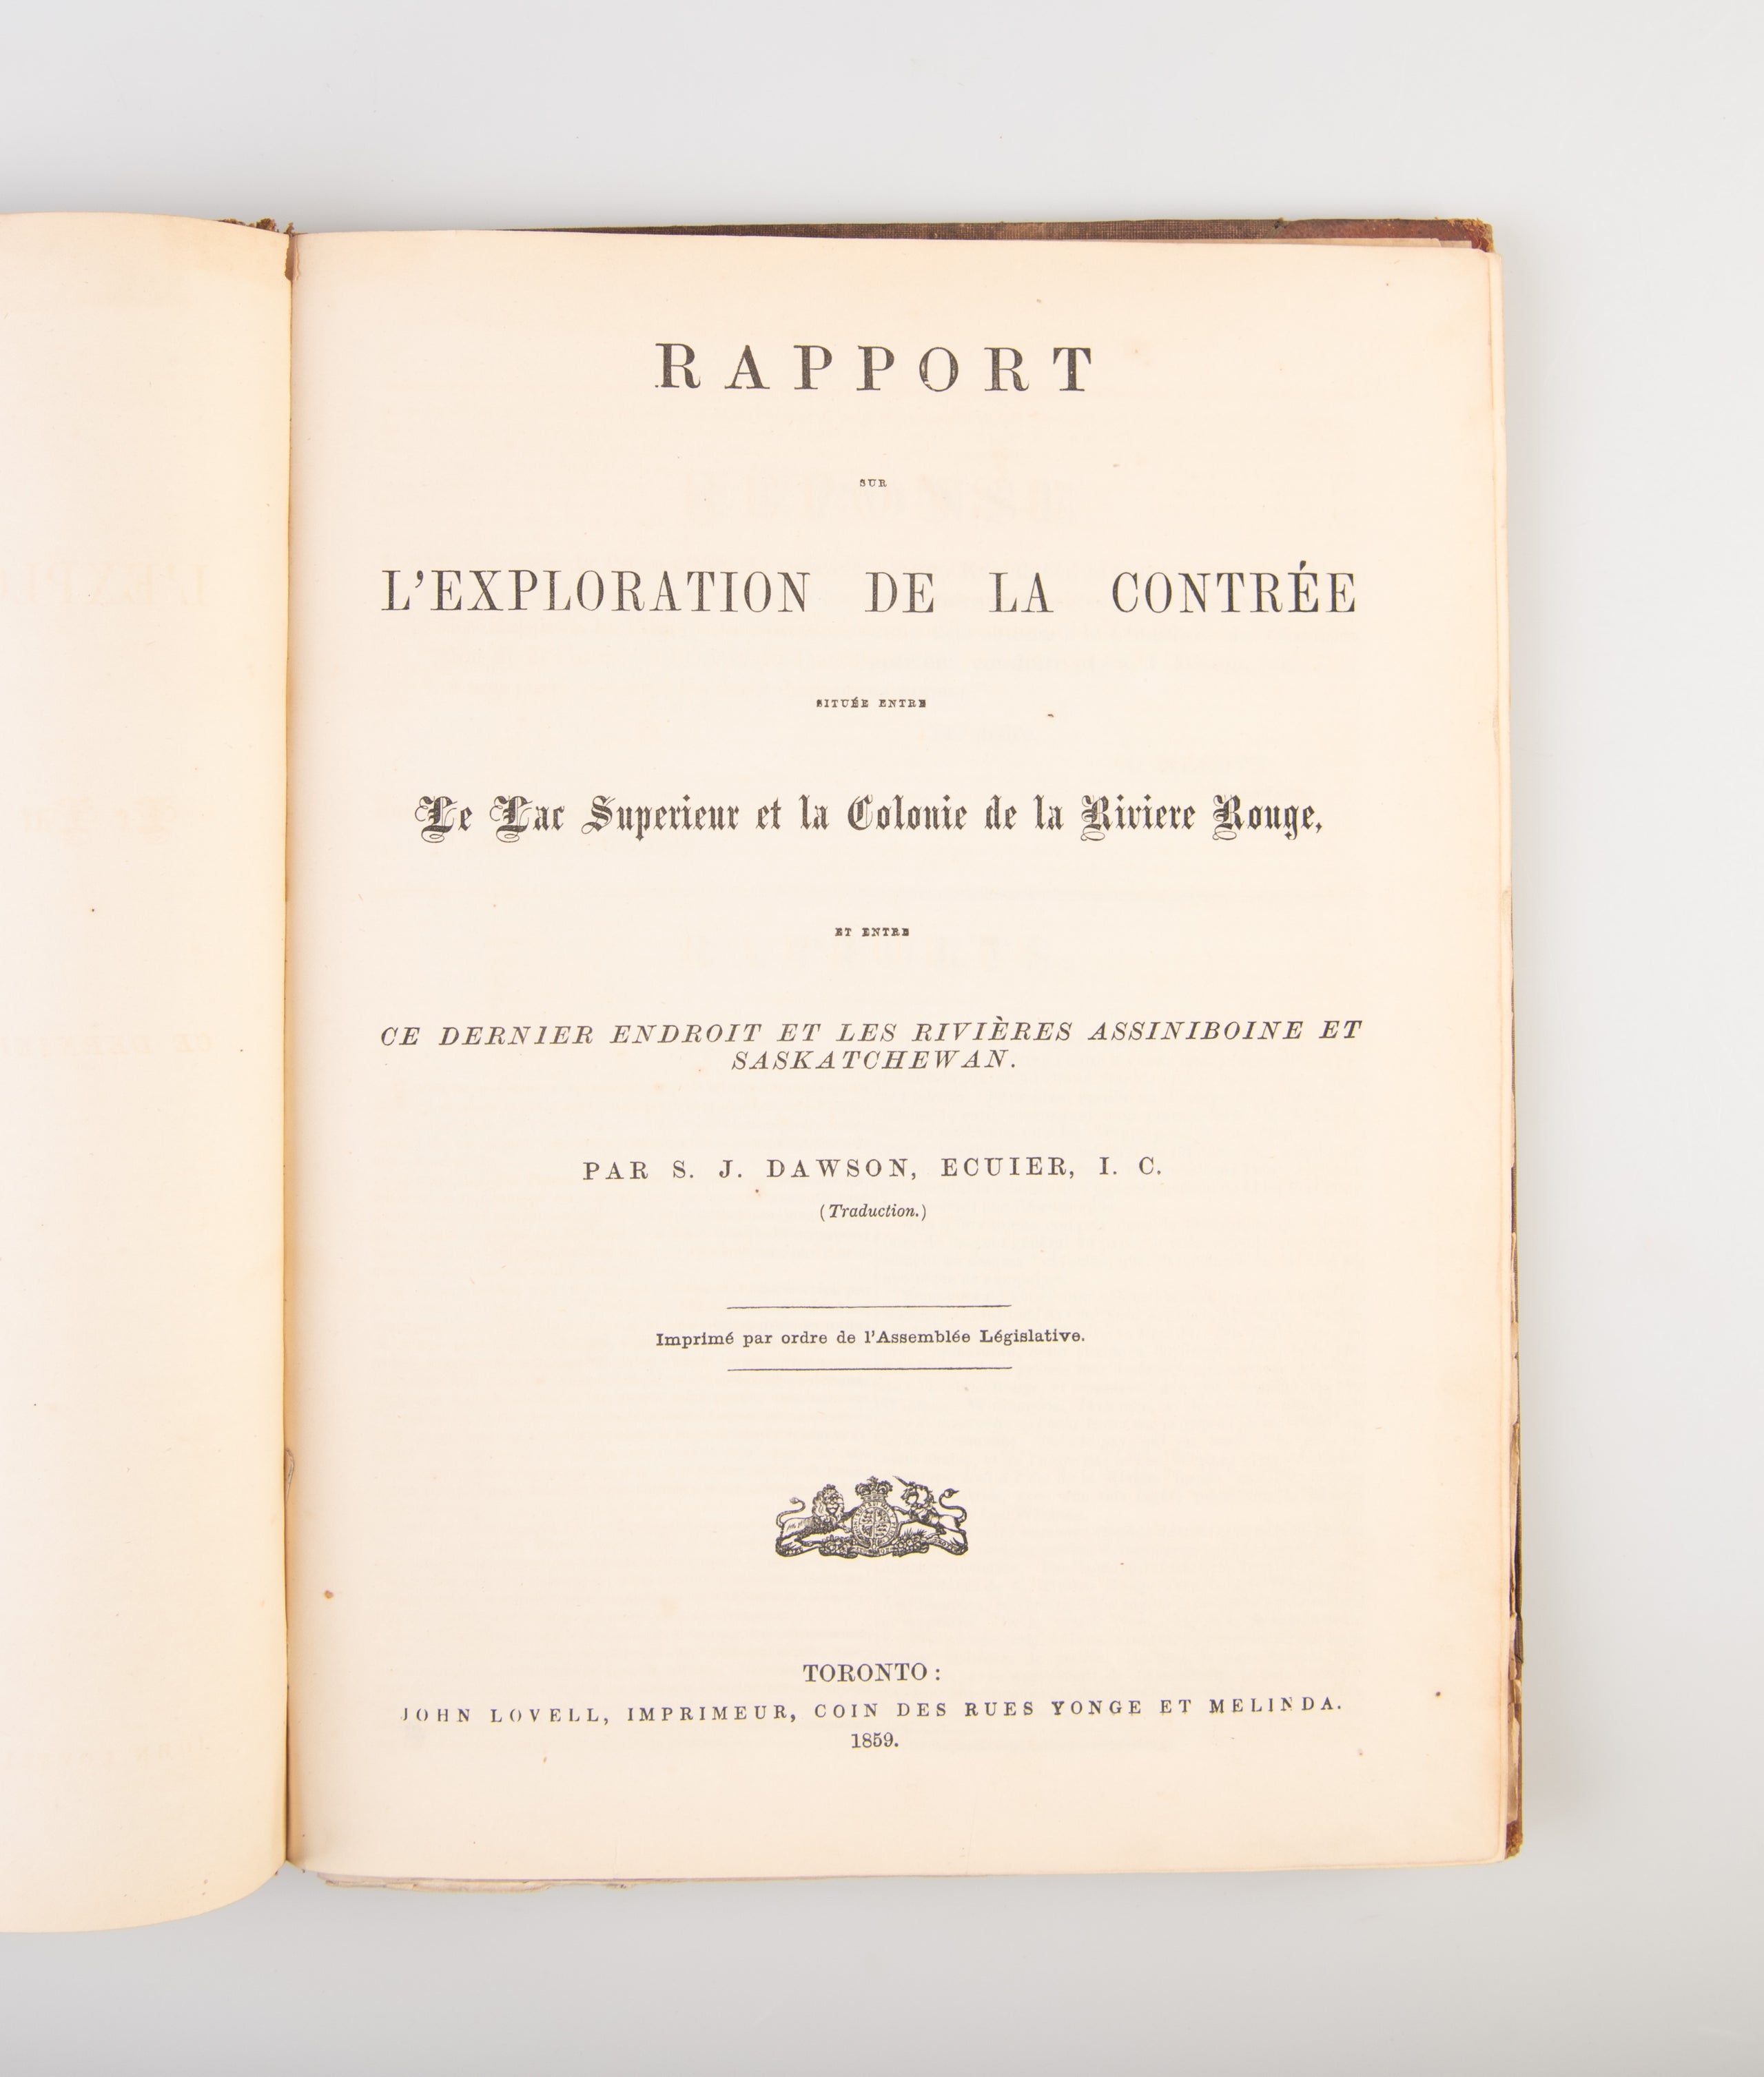 RAPPORT
SUR
L'EXPLORATION DE LA CONTRÉE
SITUÉE ENTRE
Le Lac Superieur et la Colonie de la Riviere Rouge,
ET ENTRE
CE DERNIER ENDROIT ET LES RIVIÈRES ASSINIBOINE ET
SASKATCHEWAN.
PAR S. J. DAWSON, ECUIER, I. C.
(Traduction.)
Imprimé par ordre de l'Assemblée Législative.
TORONTO:
JOHN LOVELL, IMPRIMEUR, COIN DES RUES YONGE ET MELINDA.
1859.